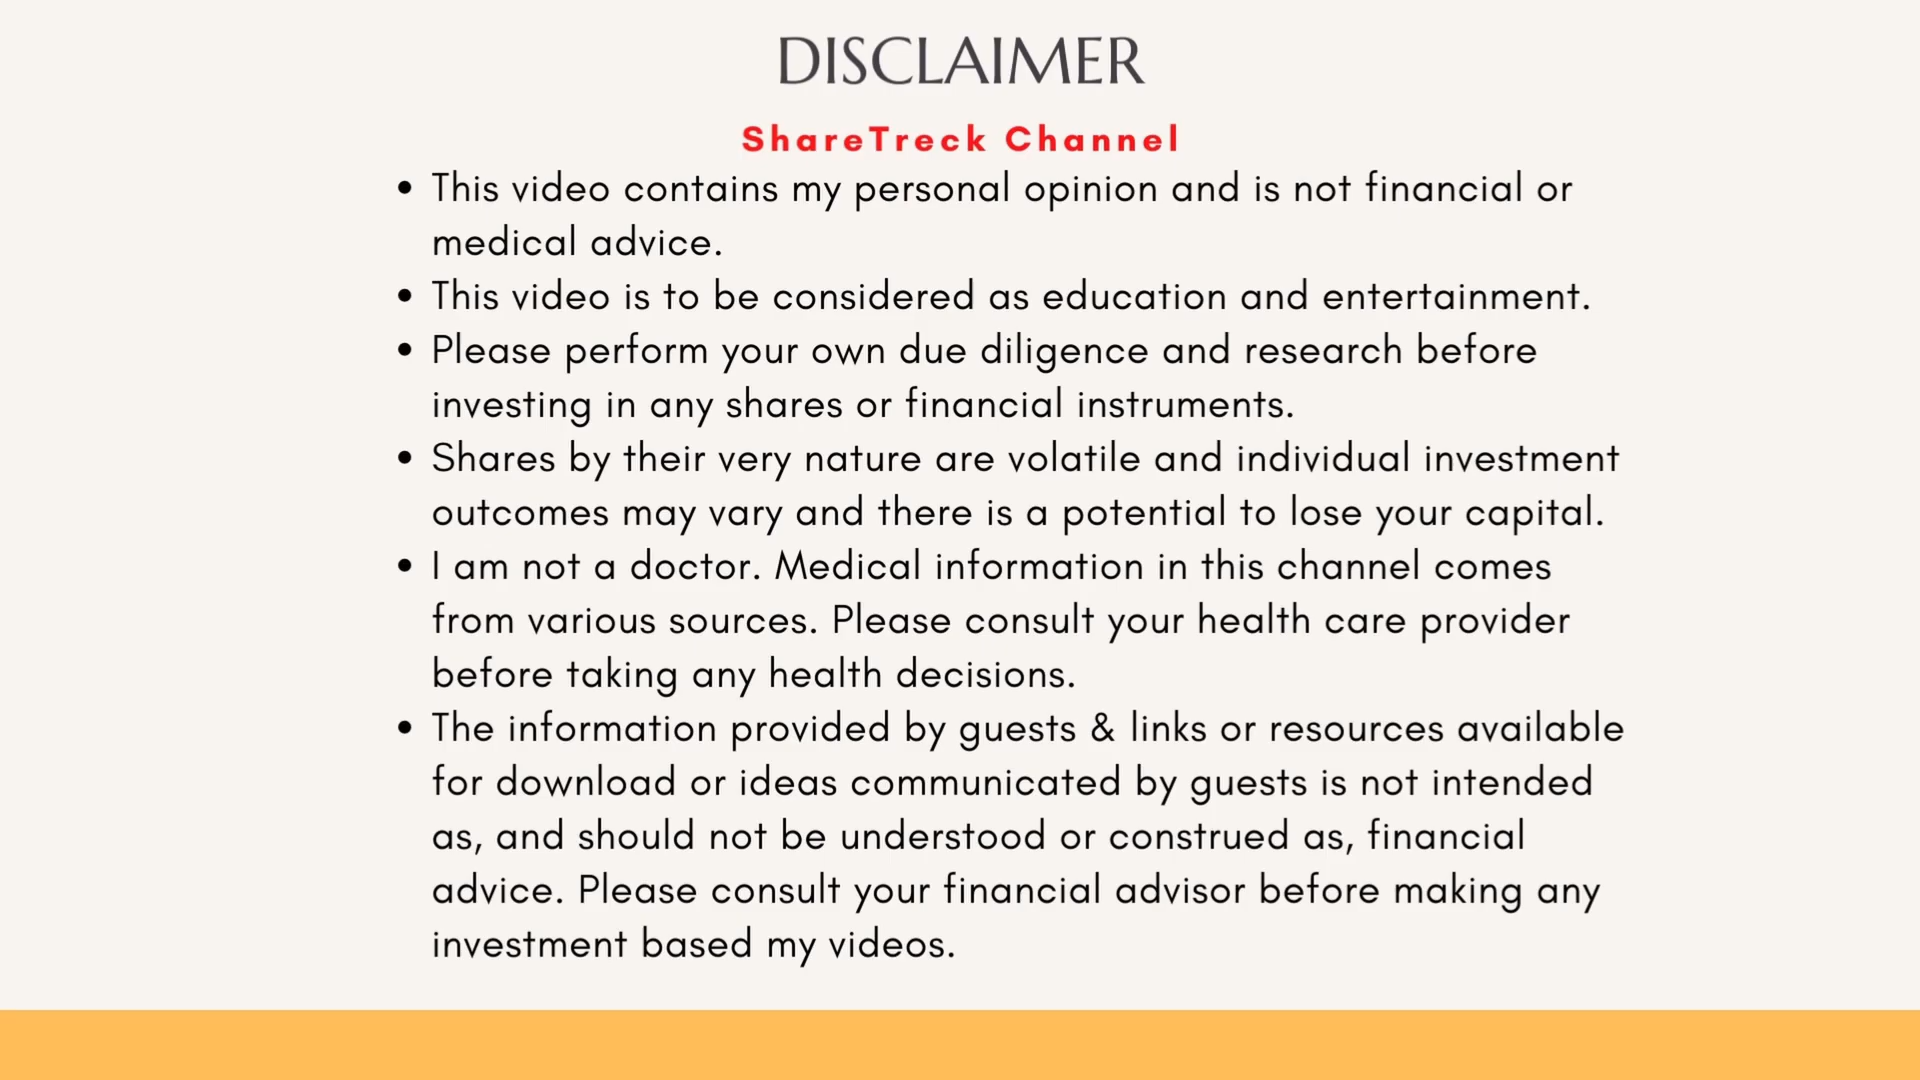 DISCLAIMER
ShareTreck Channel
• This video contains my personal opinion and is not financial or
medical advice.
• This video is to be considered as education and entertainment.
• Please perform your own due diligence and research before
investing in any shares or financial instruments.
• Shares by their very nature are volatile and individual investment
outcomes may vary and there is a potential to lose your capital.
• I am not a doctor. Medical information in this channel comes
from various sources. Please consult your health care provider
before taking any health decisions.
• The information provided by guests & links or resources available
for download or ideas communicated by guests is not intended
as, and should not be understood or construed as, financial
advice. Please consult your financial advisor before making any
investment based my videos.